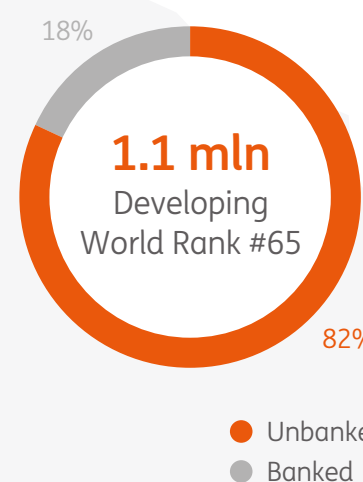 18%
1.1 mln
Developing
World Rank #65
82%
Unbanke
Banked